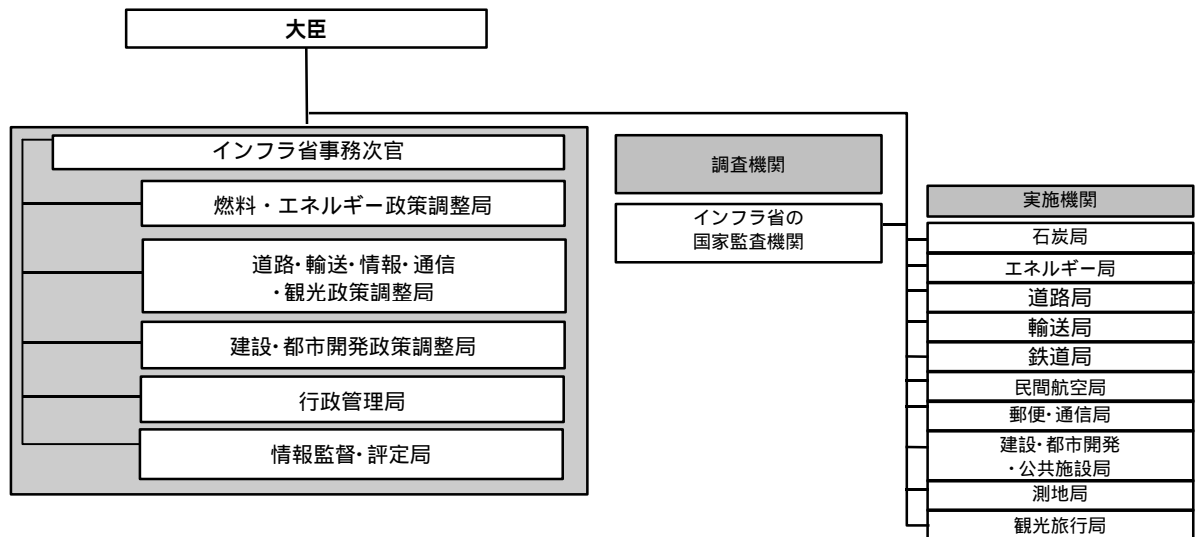 大臣
インフラ省事務次官
燃料・エネルギー政策調整局
道路・輸送・情報・通信
・観光政策調整局
建設・都市開発政策調整局
行政管理局
情報監督・評定局
調査機関
インフラ省の
国家監査機関
実施機関
石炭局
エネルギー局
道路局
輸送局
鉄道局
民間航空局
郵便・通信局
建設・都市開発
・公共施設局
測地局
観光旅行局